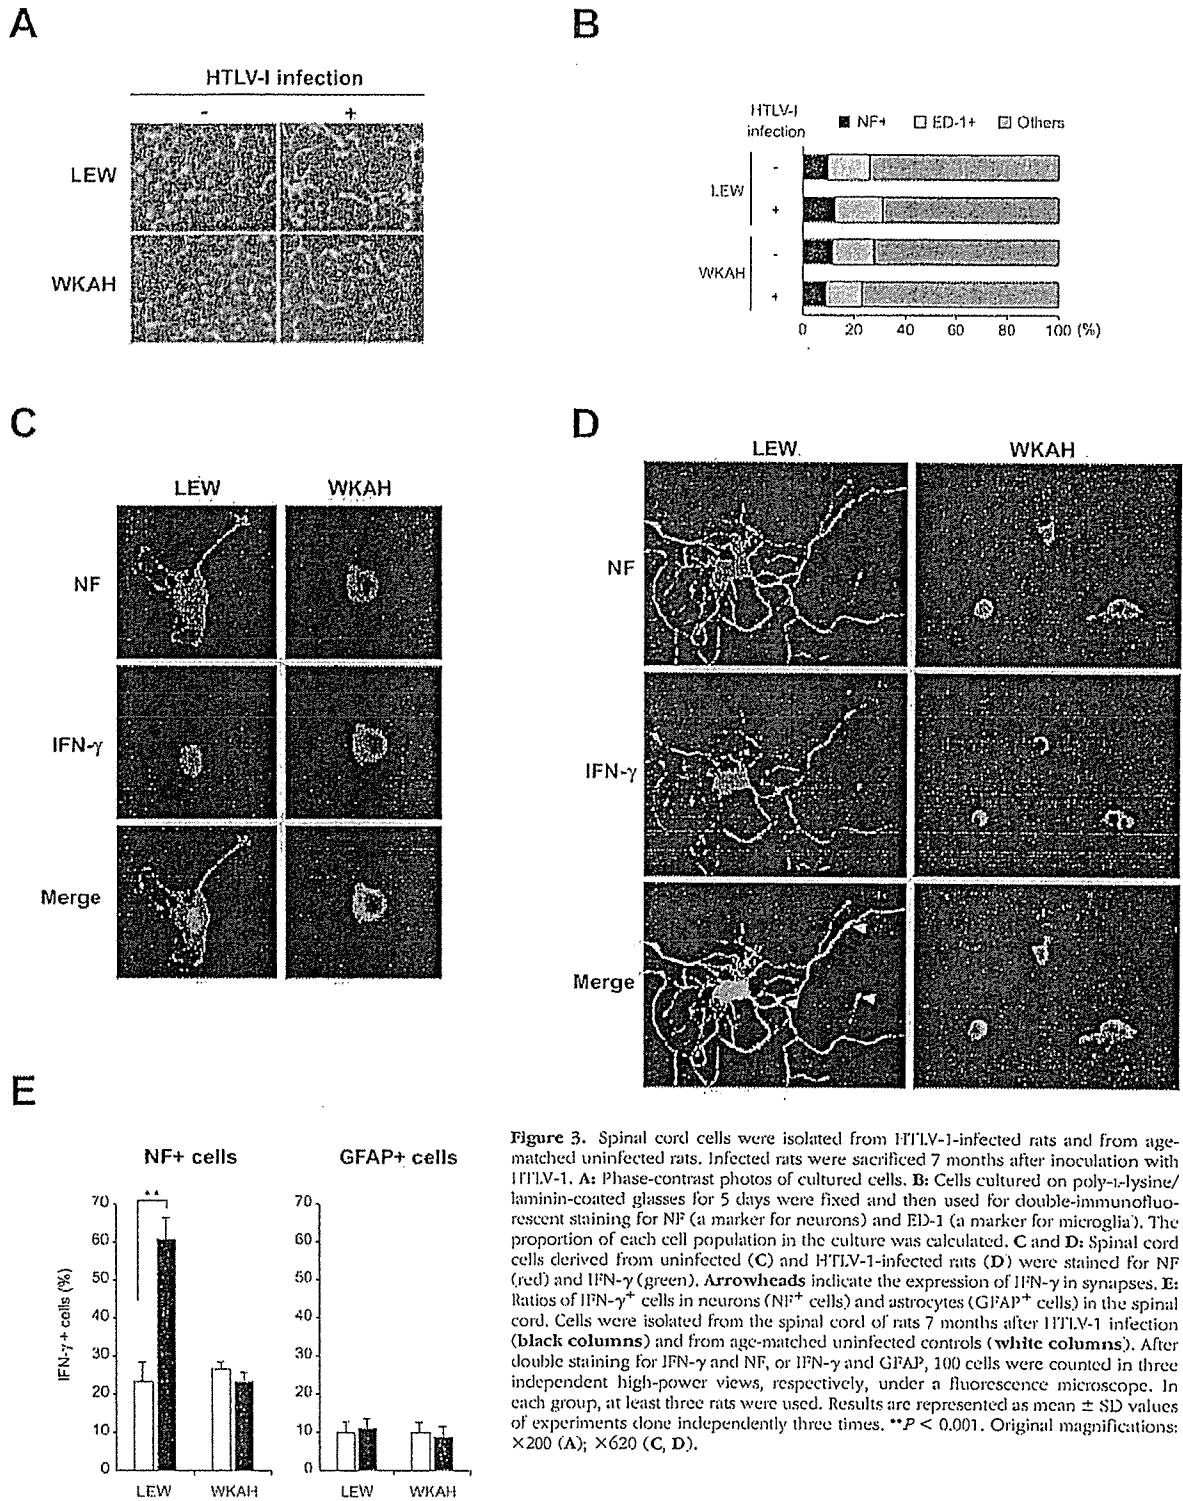 A
HTLV-I infection
- +
LEW
WKAH
B
HTLV-I
infection
NF+ ED-1+ Others
LEW
-
+
WKAH
-
+
0 20 40 60 80 100 (%)
C
LEW WKAH
NF
IFN-γ
Merge
D
LEW. WKAH
NF
IFN-γ
Merge
E
NF+ cells
IFN-γ+ cells (%)
70
60
50
40
30
20
10
0
**
LEW WKAH
GFAP+ cells
70
60
50
40
30
20
10
0
LEW WKAH
Figure 3. Spinal cord cells were isolated from HTLV-1-infected rats and from age-
matched uninfected rats. Infected rats were sacrificed 7 months after inoculation with
HTLV-1. A: Phase-contrast photos of cultured cells. B: Cells cultured on poly-L-lysine/
laminin-coated glasses for 5 days were fixed and then used for double-immunofluo-
rescent staining for NF (a marker for neurons) and ED-1 (a marker for microglia). The
proportion of each cell population in the culture was calculated. C and D: Spinal cord
cells derived from uninfected (C) and HTLV-1-infected rats (D) were stained for NF
(red) and IFN-γ (green). Arrowheads indicate the expression of IFN-γ in synapses. E:
Ratios of IFN-γ+ cells in neurons (NF+ cells) and astrocytes (GFAP+ cells) in the spinal
cord. Cells were isolated from the spinal cord of rats 7 months after HTLV-1 infection
(black columns) and from age-matched uninfected controls (white columns). After
double staining for IFN-γ and NF, or IFN-γ and GFAP, 100 cells were counted in three
independent high-power views, respectively, under a fluorescence microscope. In
each group, at least three rats were used. Results are represented as mean ± SD values
of experiments done independently three times. **P < 0.001. Original magnifications:
×200 (A); ×620 (C, D).